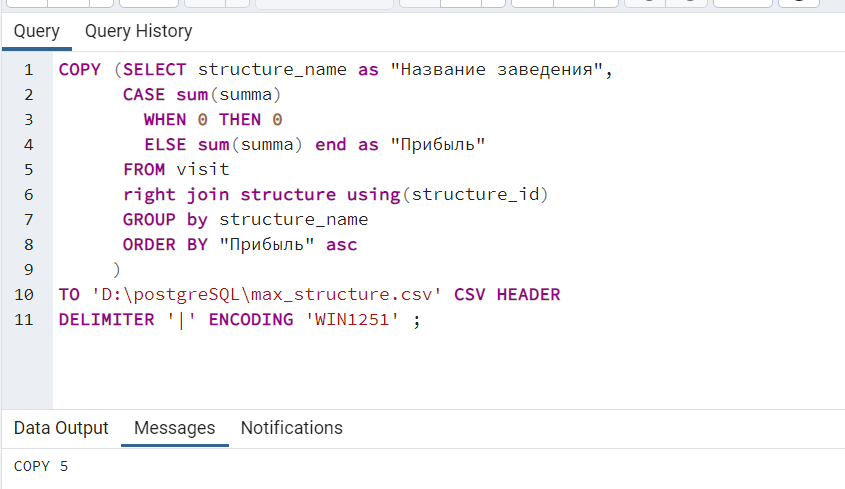 Query Query History
1 COPY (SELECT structure_name as "Название заведения",
2 CASE sum(summa)
3 WHEN 0 THEN 0
4 ELSE sum(summa) end as "Прибыль"
5 FROM visit
6 right join structure using(structure_id)
7 GROUP by structure_name
8 ORDER BY "Прибыль" asc
9 )
10 TO 'D:\postgreSQL\max_structure.csv' CSV HEADER
11 DELIMITER '|' ENCODING 'WIN1251' ;
Data Output Messages Notifications
COPY 5